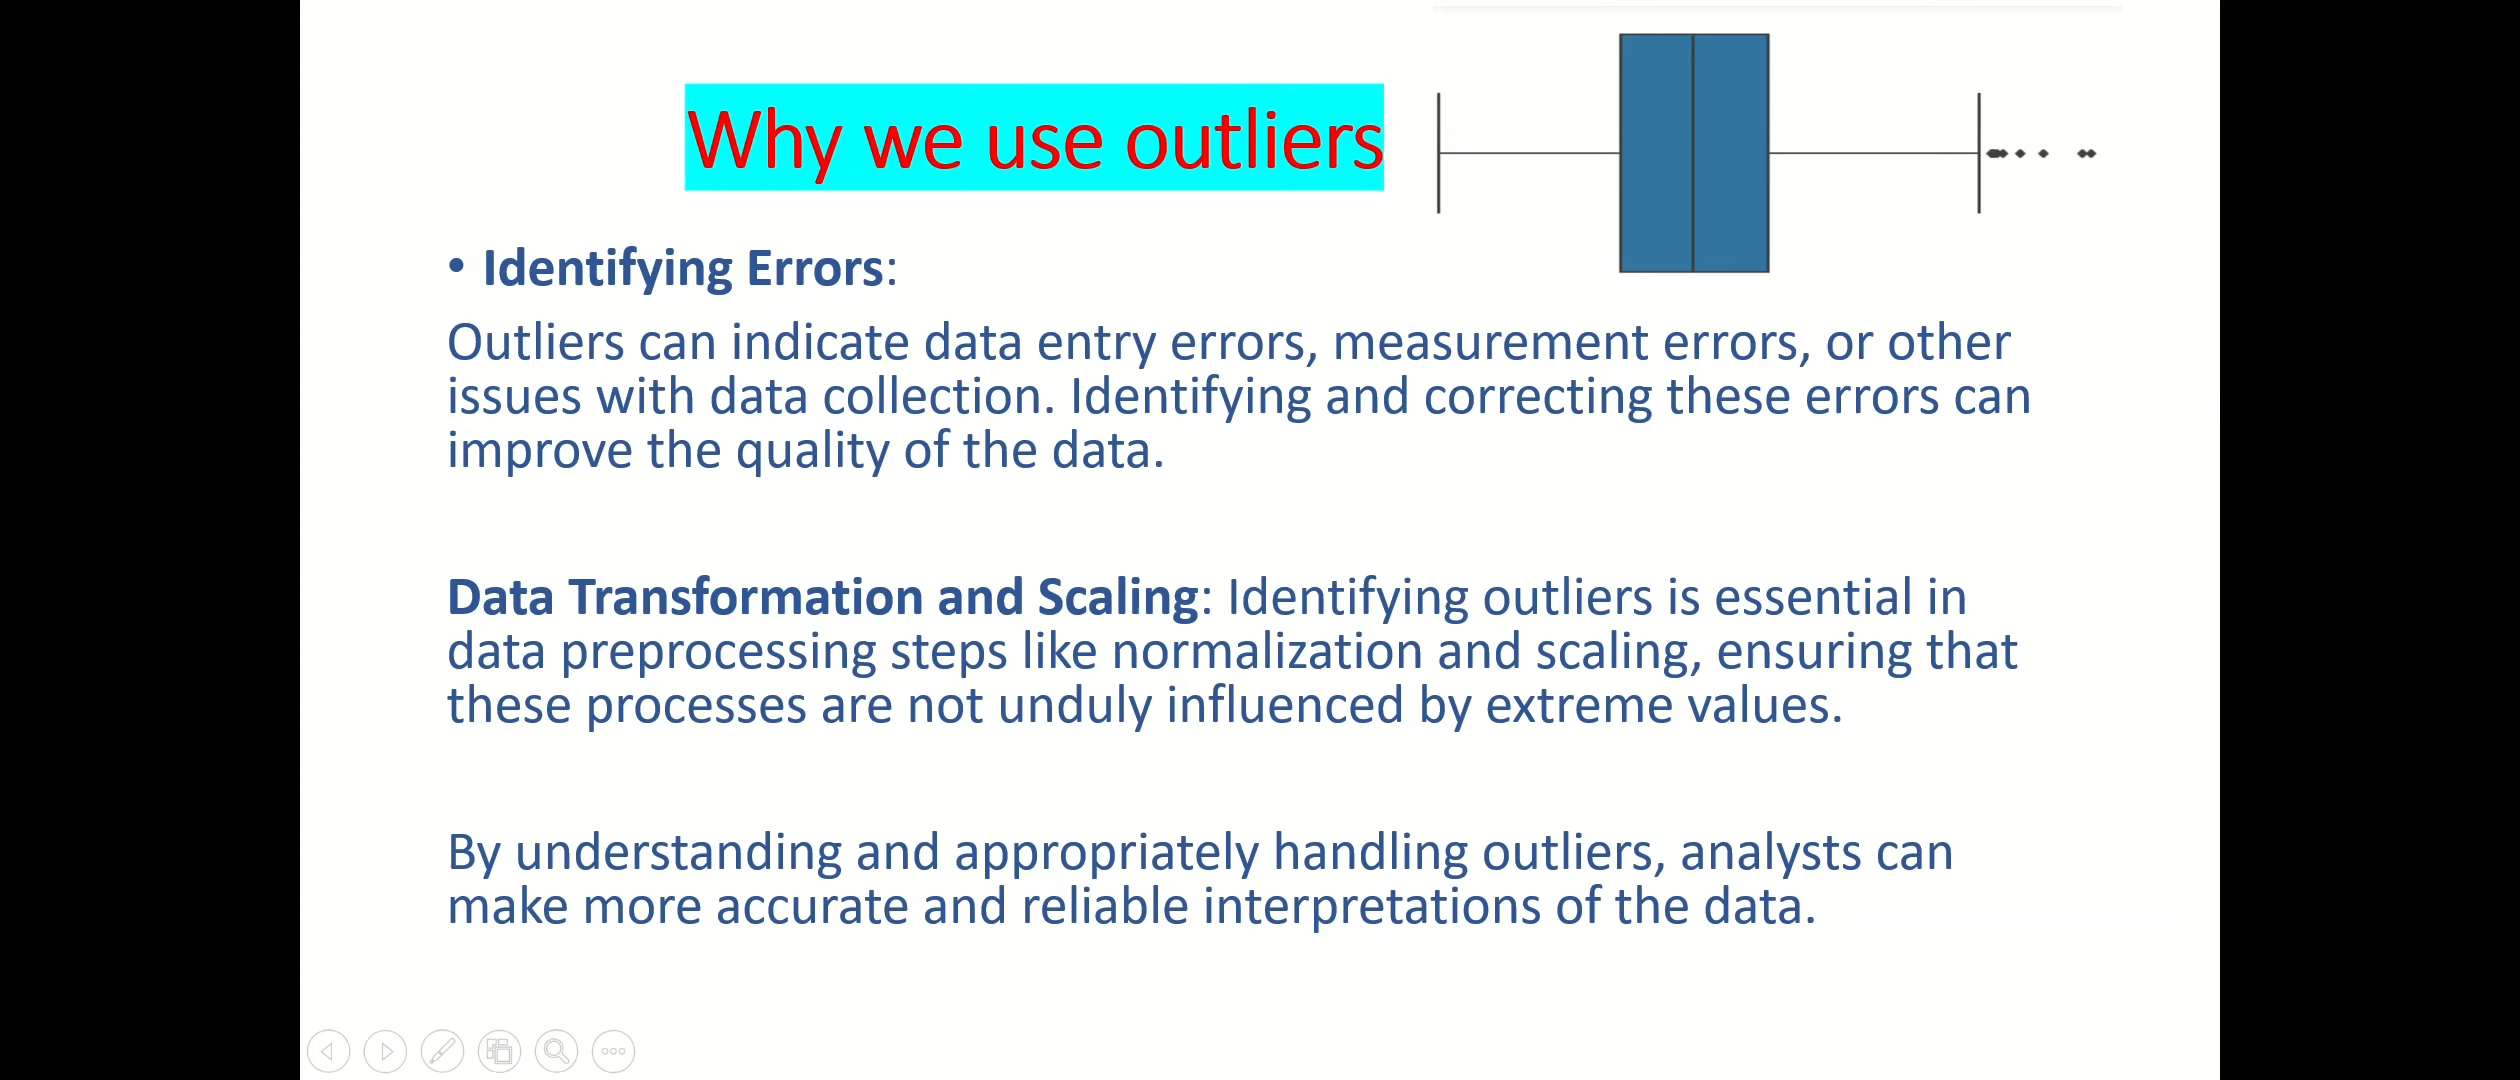 Why we use outliers
• Identifying Errors:
Outliers can indicate data entry errors, measurement errors, or other
issues with data collection. Identifying and correcting these errors can
improve the quality of the data.
Data Transformation and Scaling: Identifying outliers is essential in
data preprocessing steps like normalization and scaling, ensuring that
these processes are not unduly influenced by extreme values.
By understanding and appropriately handling outliers, analysts can
make more accurate and reliable interpretations of the data.